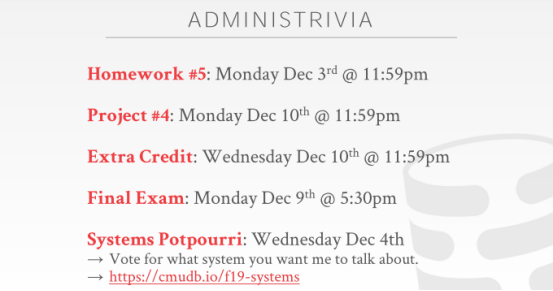 ADMINISTRIVIA
Homework #5: Monday Dec 3rd @ 11:59pm
Project #4: Monday Dec 10th @ 11:59pm
Extra Credit: Wednesday Dec 10th @ 11:59pm
Final Exam: Monday Dec 9th @ 5:30pm
Systems Potpourri: Wednesday Dec 4th
→ Vote for what system you want me to talk about.
→ https://cmudb.io/f19-systems